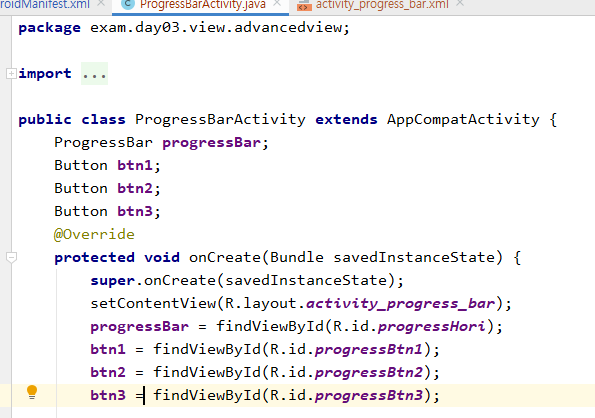 roidManifest.xml ProgressBarActivity.java activity_progress_bar.xml
package exam.day03.view.advancedview;
import ...
public class ProgressBarActivity extends AppCompatActivity {
ProgressBar progressBar;
Button btn1;
Button btn2;
Button btn3;
@Override
protected void onCreate(Bundle savedInstanceState) {
super.onCreate(savedInstanceState);
setContentView(R.layout.activity_progress_bar);
progressBar = findViewById(R.id.progressHori);
btn1 = findViewById(R.id.progressBtn1);
btn2 = findViewById(R.id.progressBtn2);
btn3 = findViewById(R.id.progressBtn3);